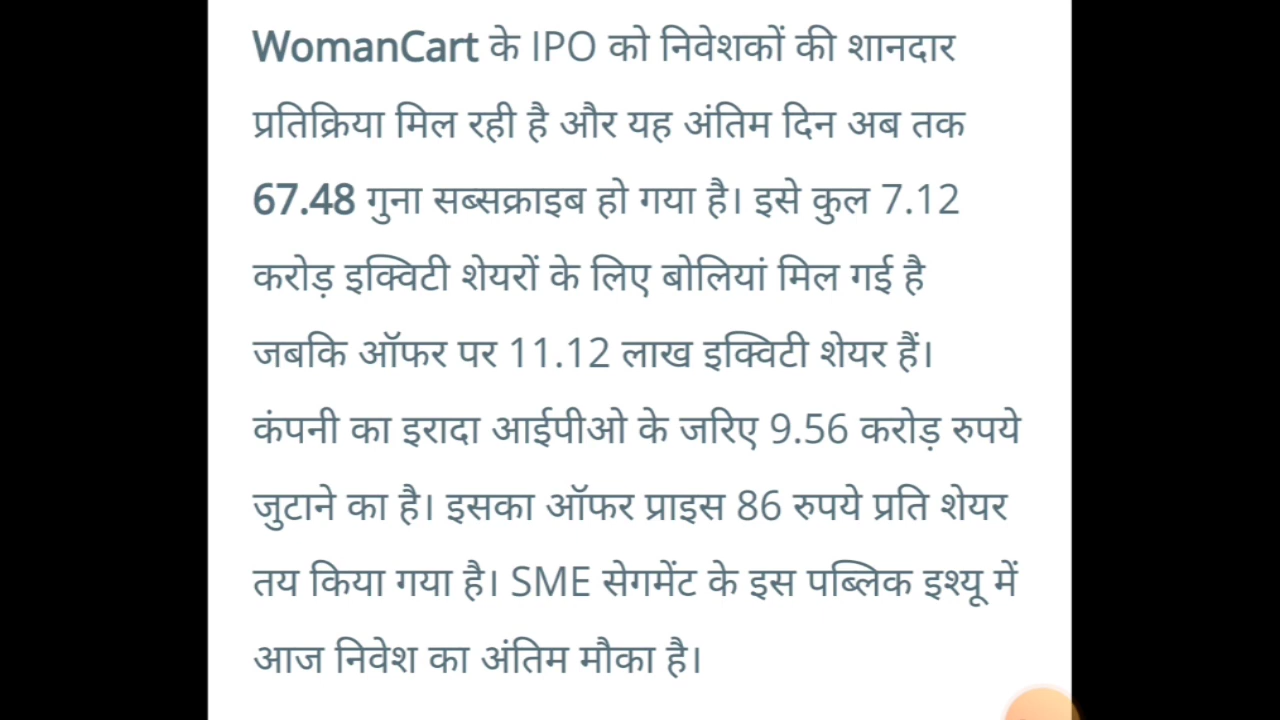 WomanCart के IPO को निवेशकों की शानदार
प्रतिक्रिया मिल रही है और यह अंतिम दिन अब तक
67.48 गुना सब्सक्राइब हो गया है। इसे कुल 7.12
करोड़ इक्विटी शेयरों के लिए बोलियां मिल गई है
जबकि ऑफर पर 11.12 लाख इक्विटी शेयर हैं।
कंपनी का इरादा आईपीओ के जरिए 9.56 करोड़ रुपये
जुटाने का है। इसका ऑफर प्राइस 86 रुपये प्रति शेयर
तय किया गया है। SME सेगमेंट के इस पब्लिक इश्यू में
आज निवेश का अंतिम मौका है।